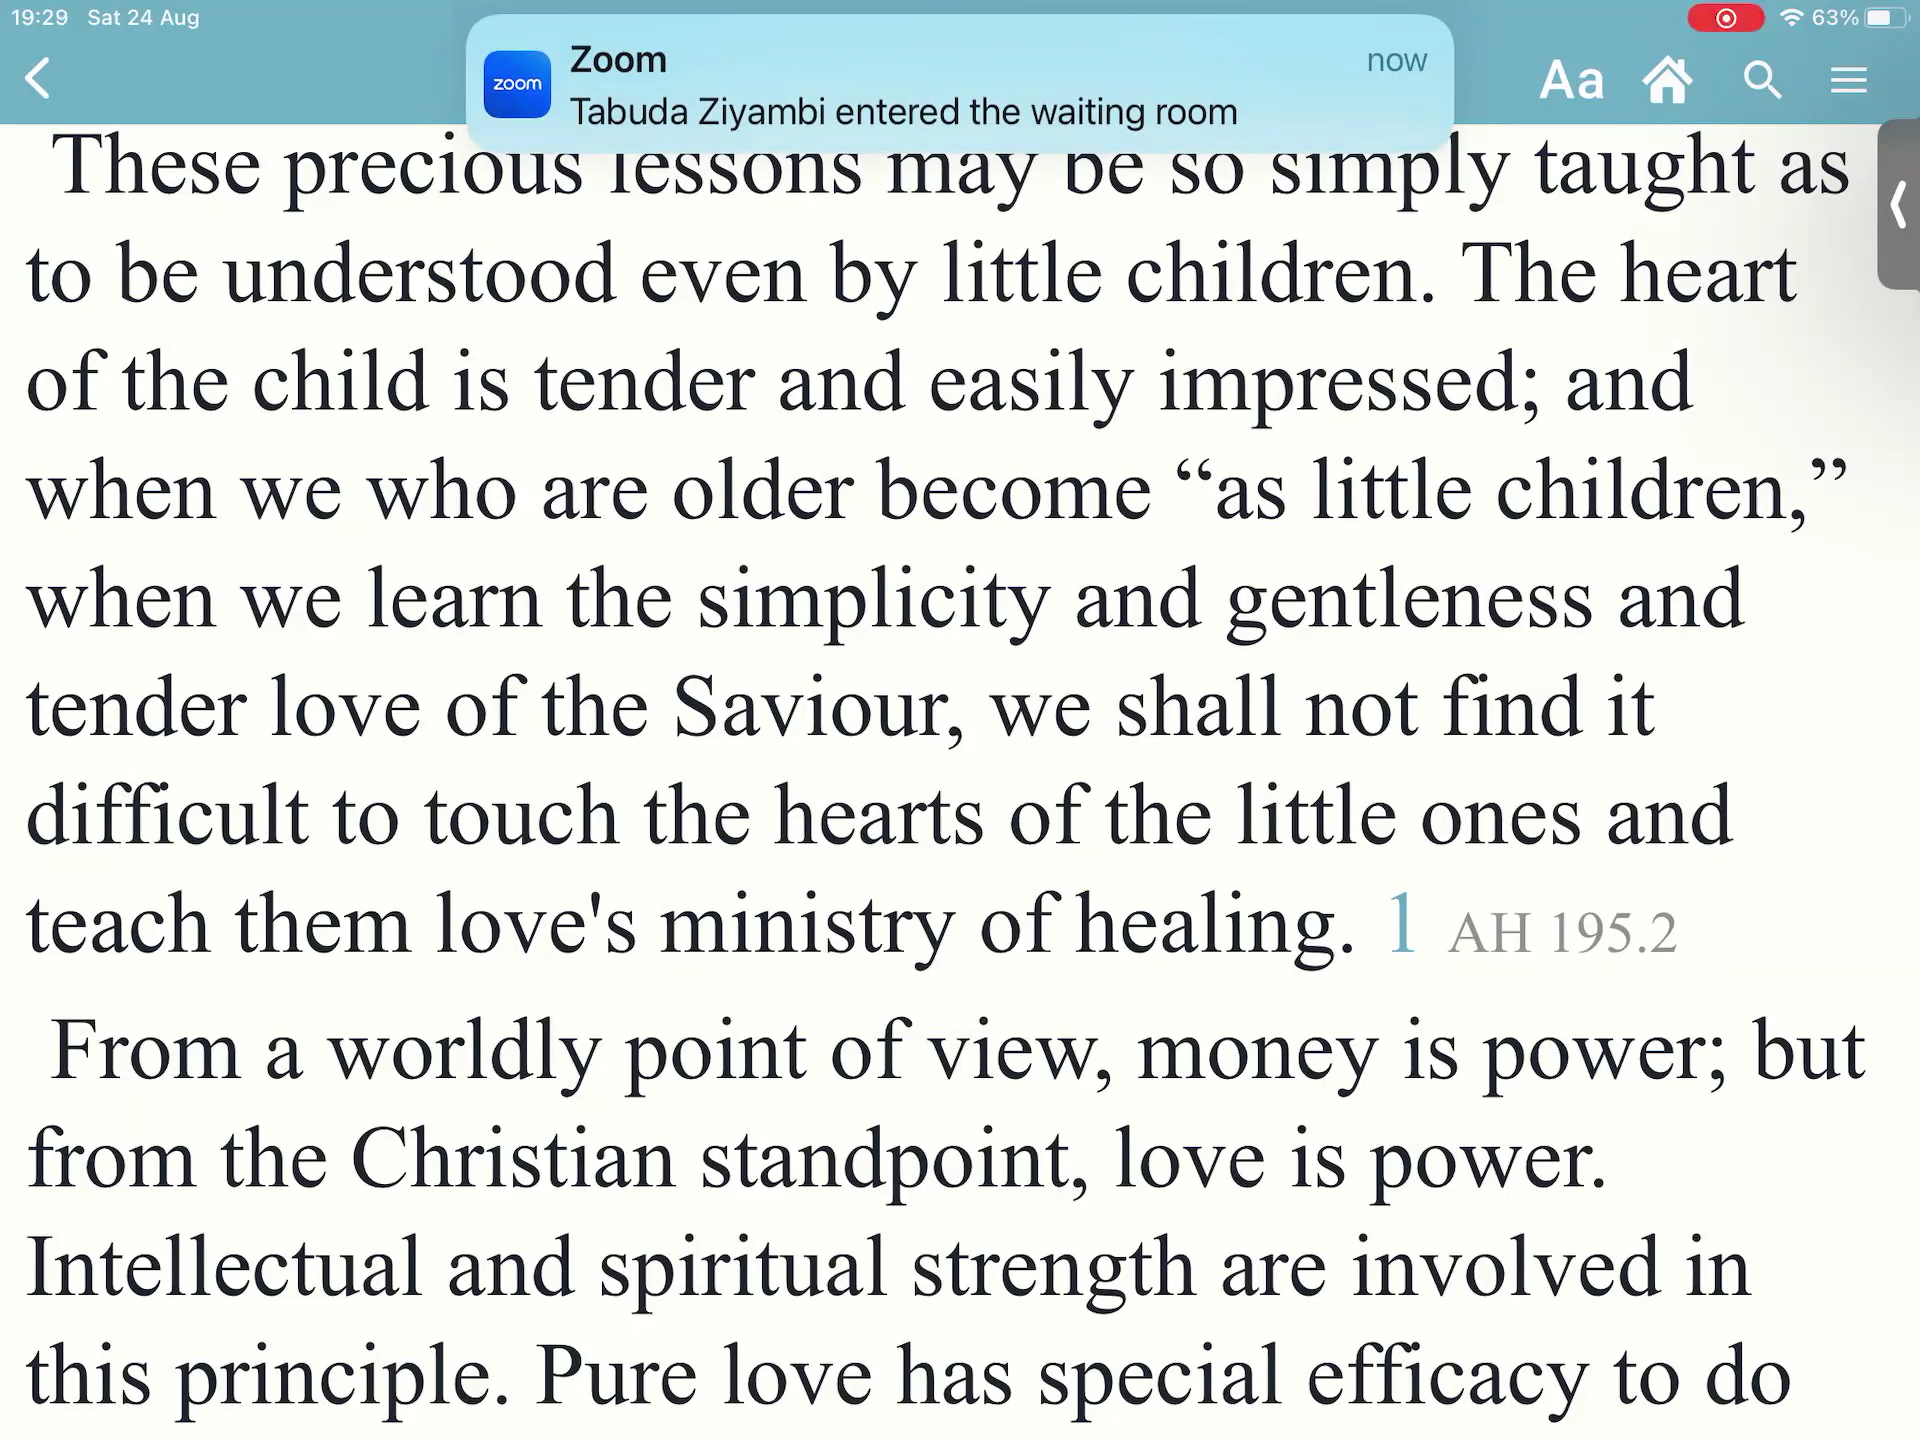 19:29 Sat 24 Aug
63%
zoom
Zoom
now
Tabuda Ziyambi entered the waiting room
Aa
These precious lessons may be so simply taught as
to be understood even by little children. The heart
of the child is tender and easily impressed; and
when we who are older become “as little children,”
when we learn the simplicity and gentleness and
tender love of the Saviour, we shall not find it
difficult to touch the hearts of the little ones and
teach them love's ministry of healing. 1 AH 195.2
From a worldly point of view, money is power; but
from the Christian standpoint, love is power.
Intellectual and spiritual strength are involved in
this principle. Pure love has special efficacy to do